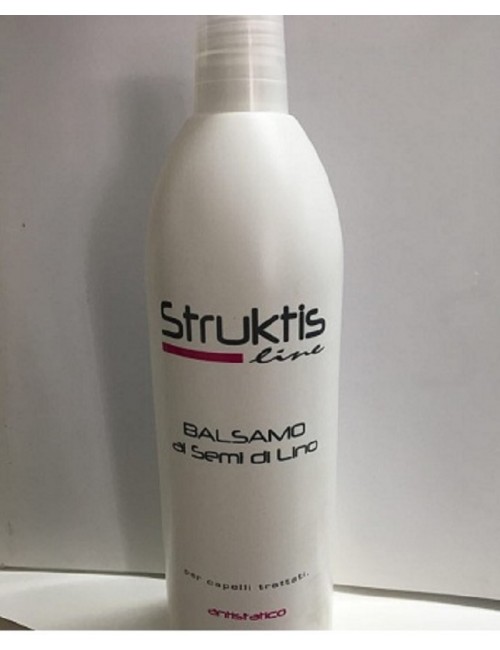 Struktis
line
BALSAMO
ai Semi di Lino
per capelli trattati.
antistatico